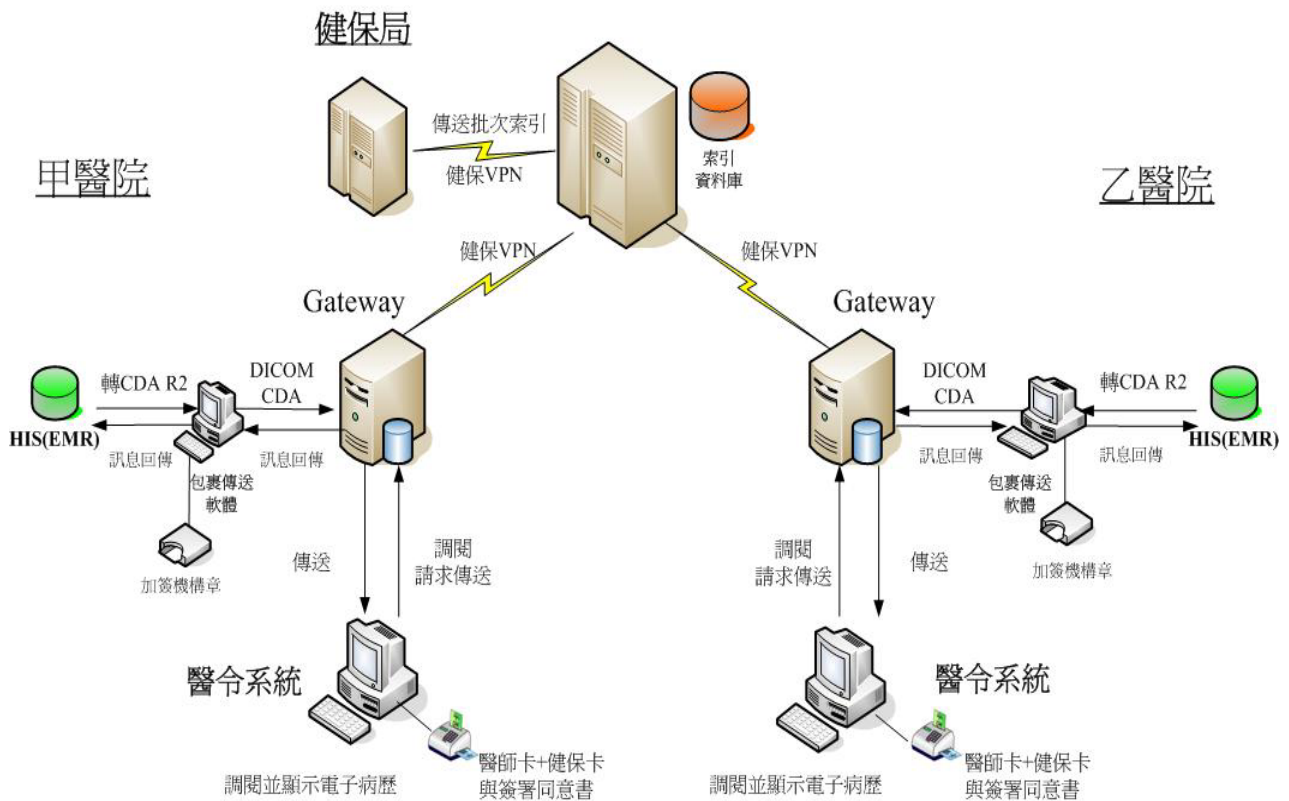 健保局
傳送批次索引
健保VPN
索引
資料庫
甲醫院
乙醫院
健保VPN
健保VPN
Gateway
Gateway
轉CDA R2
DICOM
CDA
HIS(EMR)
訊息回傳
訊息回傳
包裹傳送
軟體
加簽機構章
DICOM
CDA
轉CDA R2
HIS(EMR)
訊息回傳
訊息回傳
包裹傳送
軟體
加簽機構章
傳送
調閱
請求傳送
調閱
請求傳送
傳送
醫令系統
醫師卡+健保卡
與簽署同意書
調閱並顯示電子病歷
醫令系統
醫師卡+健保卡
與簽署同意書
調閱並顯示電子病歷